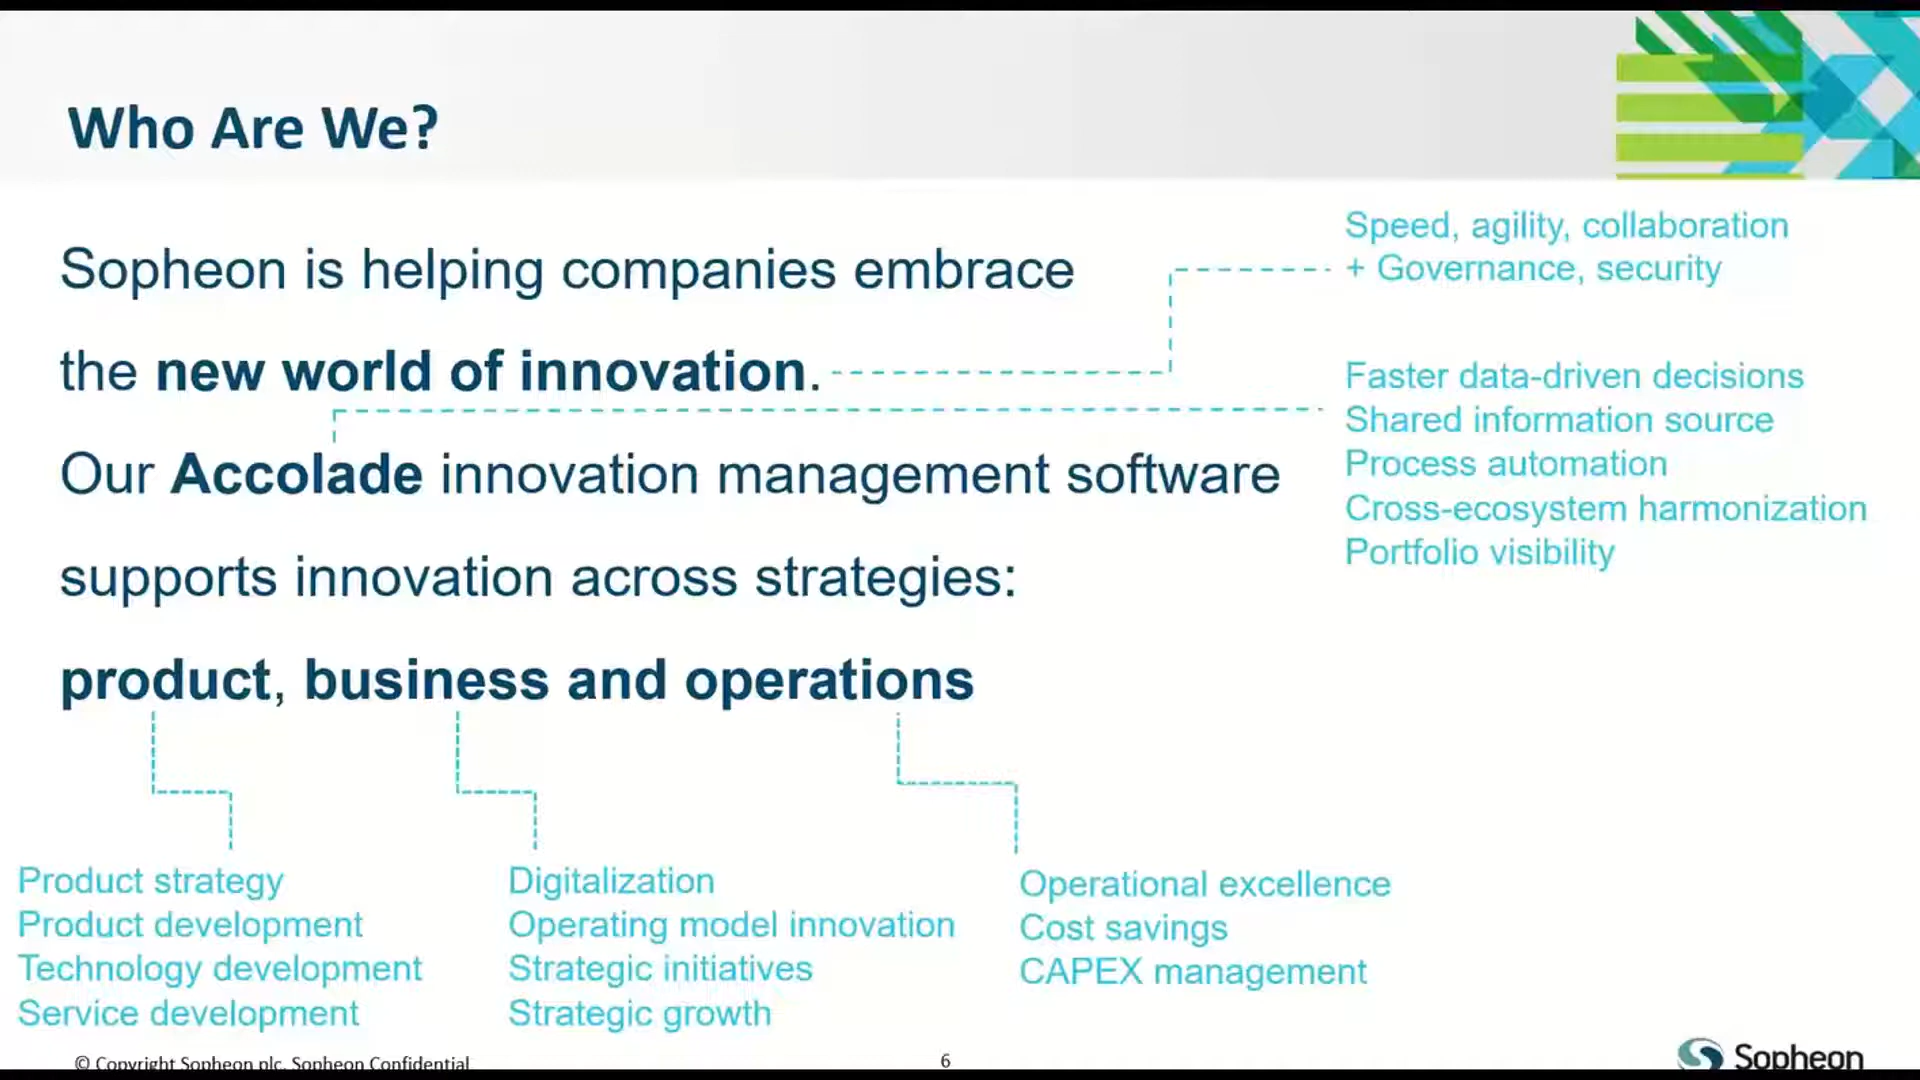 Who Are We?
Sopheon is helping companies embrace
the new world of innovation.
Our Accolade innovation management software
supports innovation across strategies:
product, business and operations
Speed, agility, collaboration
+ Governance, security
Faster data-driven decisions
Shared information source
Process automation
Cross-ecosystem harmonization
Portfolio visibility
Product strategy
Product development
Technology development
Service development
Digitalization
Operating model innovation
Strategic initiatives
Strategic growth
Operational excellence
Cost savings
CAPEX management
© Copyright Sopheon plc. Sopheon Confidential
6
Sopheon